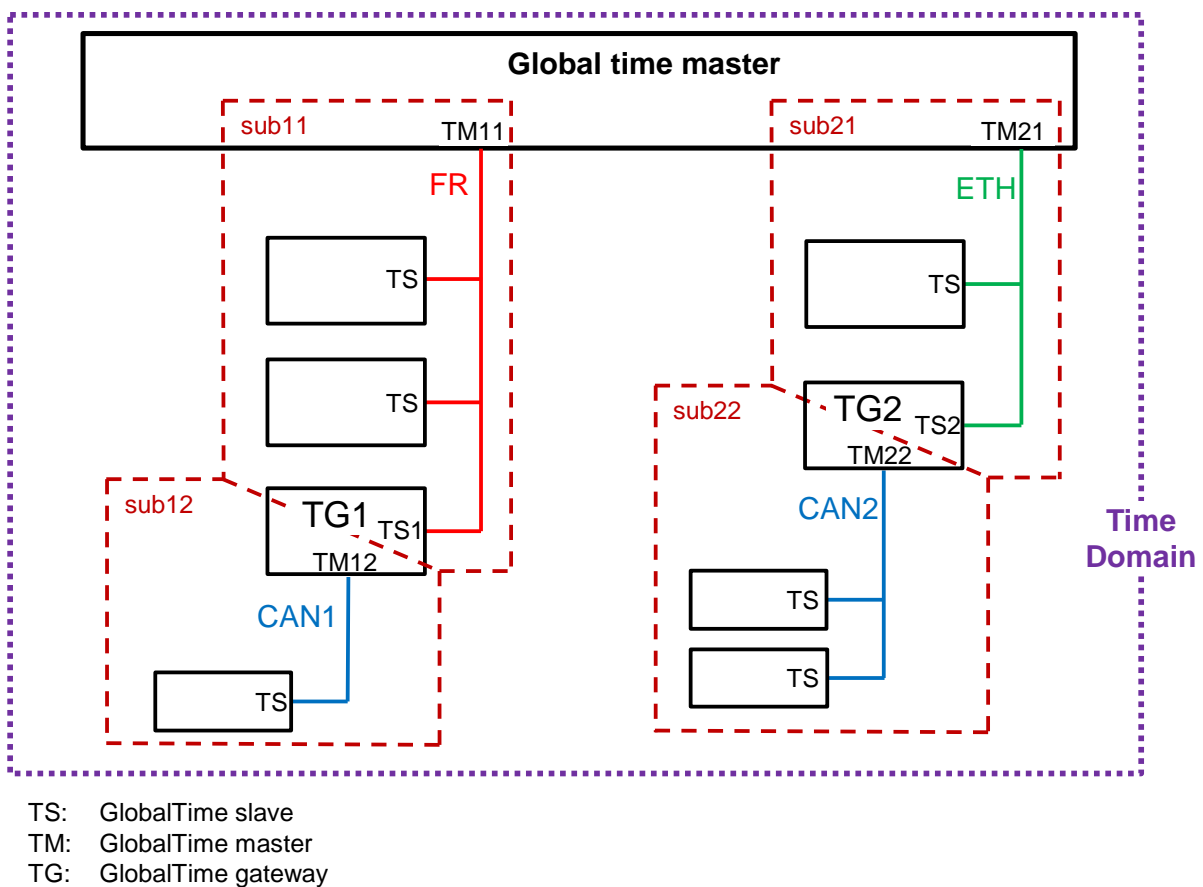 Global time master
sub11
TM11
sub21
TM21
FR
ETH
TS
TS
TS
sub22
TG2
TS2
TM22
sub12
TG1
TS1
TM12
CAN2
Time
Domain
CAN1
TS
TS
TS
TS: GlobalTime slave
TM: GlobalTime master
TG: GlobalTime gateway